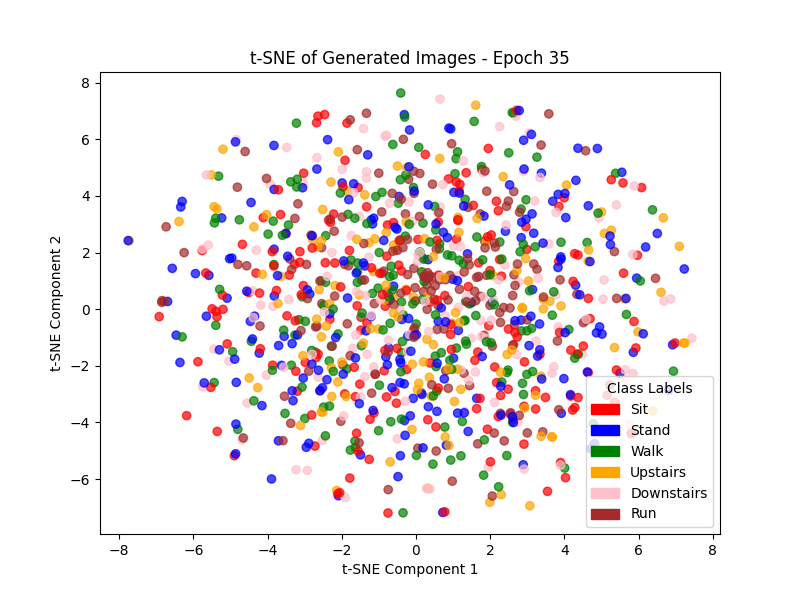 t-SNE of Generated Images - Epoch 35
8
6
4
2
0
−2
−4
−6
t-SNE Component 2
Class Labels
Sit
Stand
Walk
Upstairs
Downstairs
Run
−8 −6 −4 −2 0 2 4 6 8
t-SNE Component 1